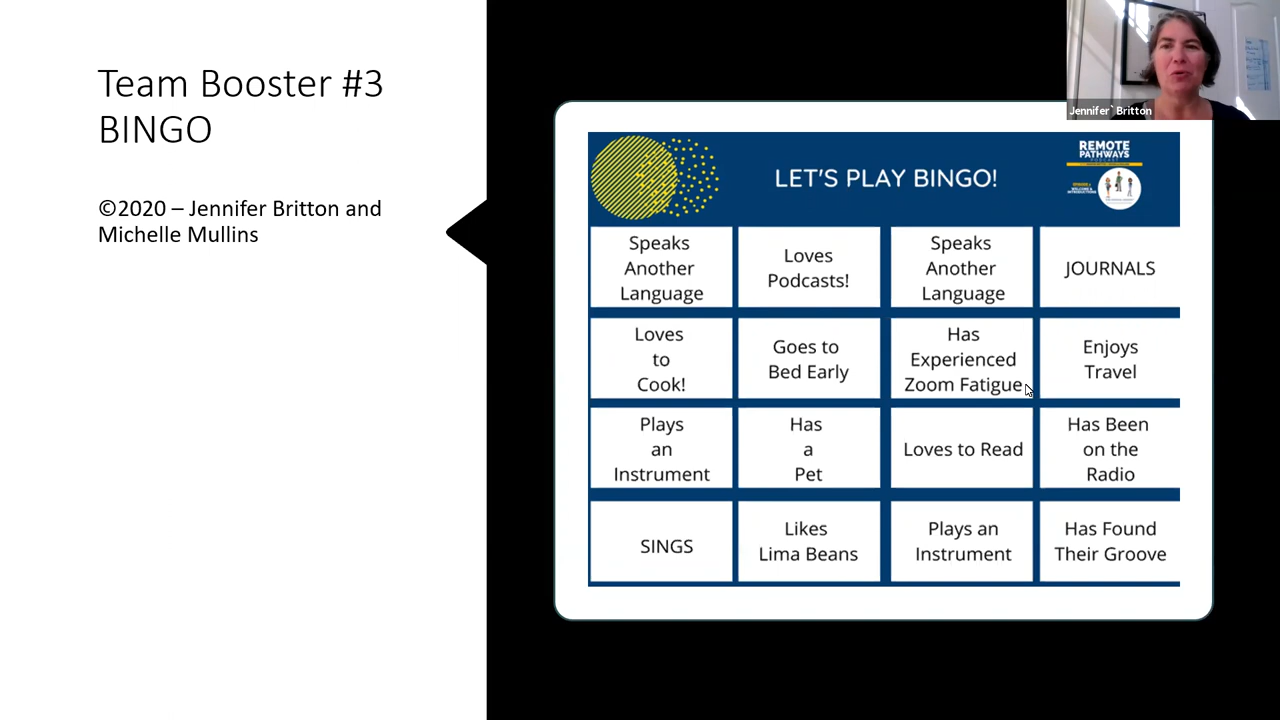 Team Booster #3
BINGO
©2020 – Jennifer Britton and
Michelle Mullins
Jennifer` Britton
LET'S PLAY BINGO!
REMOTE
PATHWAYS
Speaks
Another
Language
Loves
Podcasts!
Speaks
Another
Language
JOURNALS
Loves
to
Cook!
Goes to
Bed Early
Has
Experienced
Zoom Fatigue
Enjoys
Travel
Plays
an
Instrument
Has
a
Pet
Loves to Read
Has Been
on the
Radio
SINGS
Likes
Lima Beans
Plays an
Instrument
Has Found
Their Groove